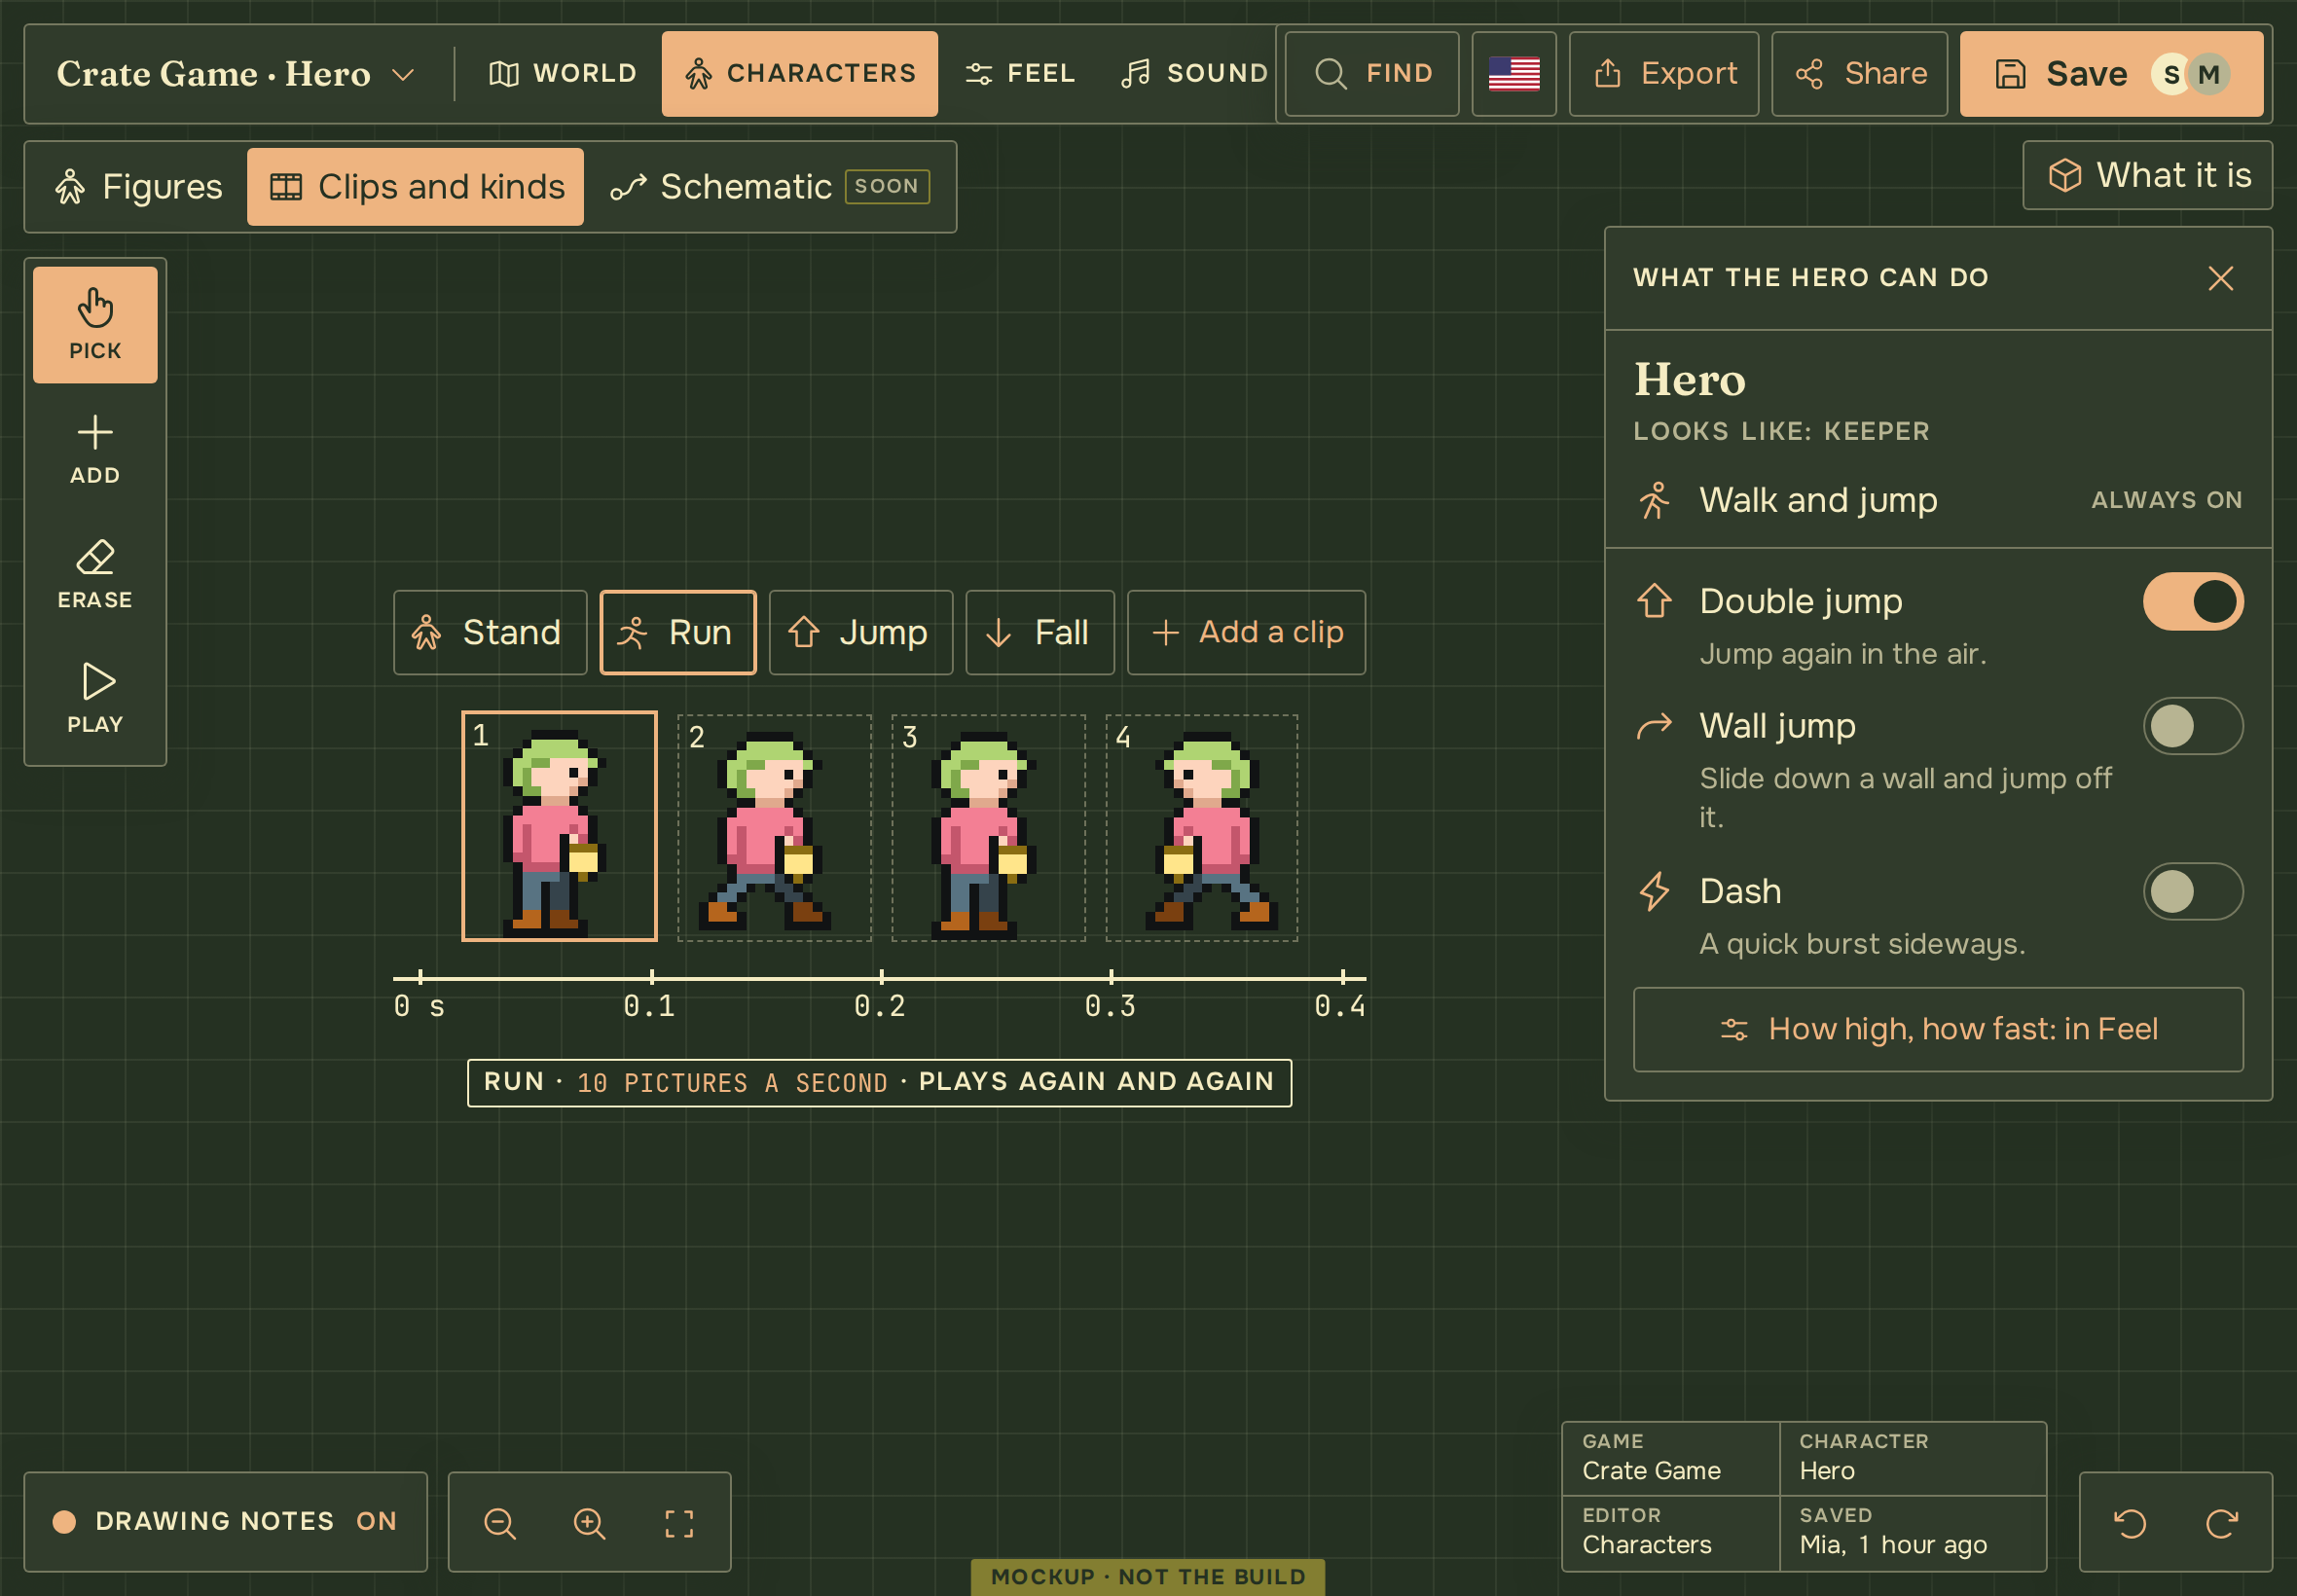 Crate Game · Hero
WORLD
CHARACTERS
FEEL
SOUND
FIND
Export
Share
Save
S
M
Figures
Clips and kinds
Schematic
SOON
What it is
PICK
ADD
ERASE
PLAY
WHAT THE HERO CAN DO
Hero
LOOKS LIKE: KEEPER
Walk and jump
ALWAYS ON
Double jump
Jump again in the air.
Wall jump
Slide down a wall and jump off
it.
Dash
A quick burst sideways.
How high, how fast: in Feel
Stand
Run
Jump
Fall
Add a clip
1
2
3
4
0 s
0.1
0.2
0.3
0.4
RUN · 10 PICTURES A SECOND · PLAYS AGAIN AND AGAIN
DRAWING NOTES ON
GAME
Crate Game
CHARACTER
Hero
EDITOR
Characters
SAVED
Mia, 1 hour ago
MOCKUP · NOT THE BUILD